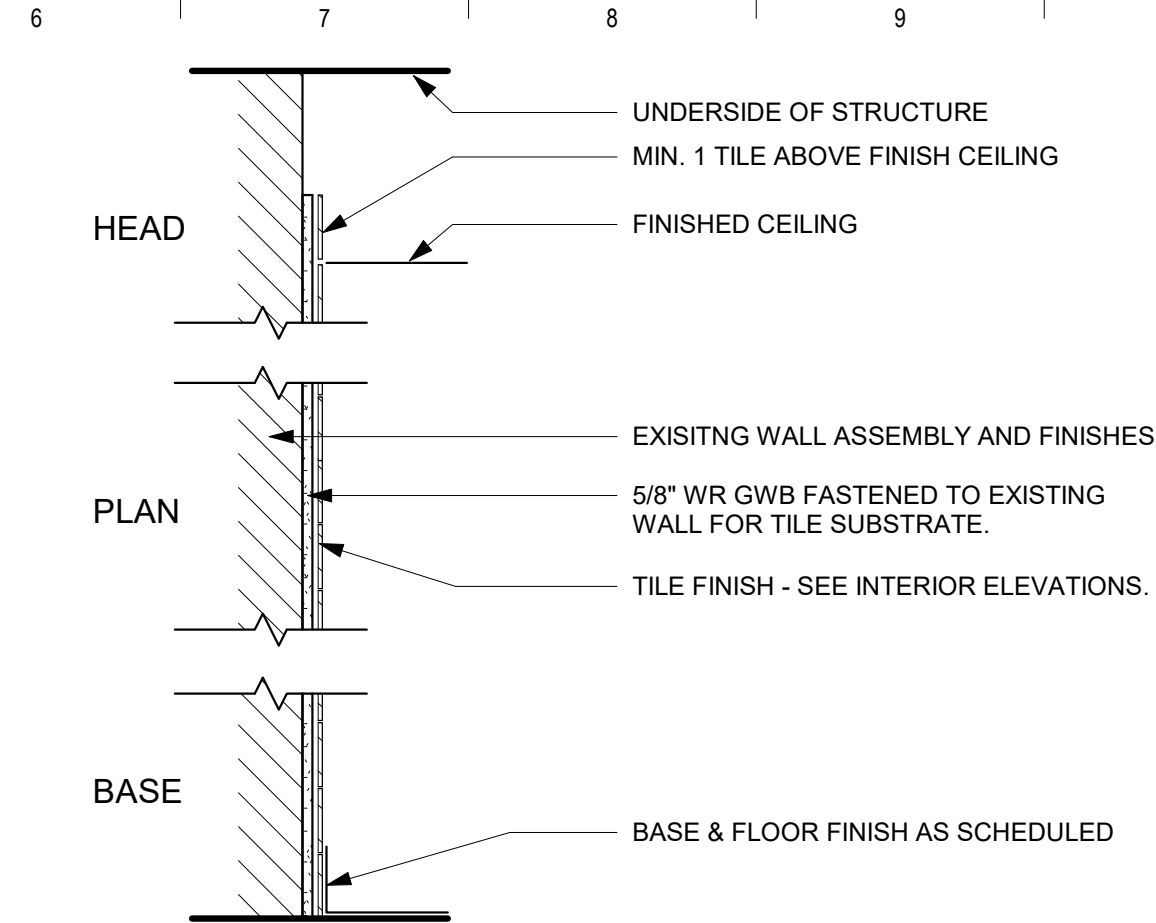 6 7 8 9
UNDERSIDE OF STRUCTURE
MIN. 1 TILE ABOVE FINISH CEILING
HEAD
FINISHED CEILING
EXISITNG WALL ASSEMBLY AND FINISHES
PLAN
5/8" WR GWB FASTENED TO EXISTING
WALL FOR TILE SUBSTRATE.
TILE FINISH - SEE INTERIOR ELEVATIONS.
BASE
BASE & FLOOR FINISH AS SCHEDULED